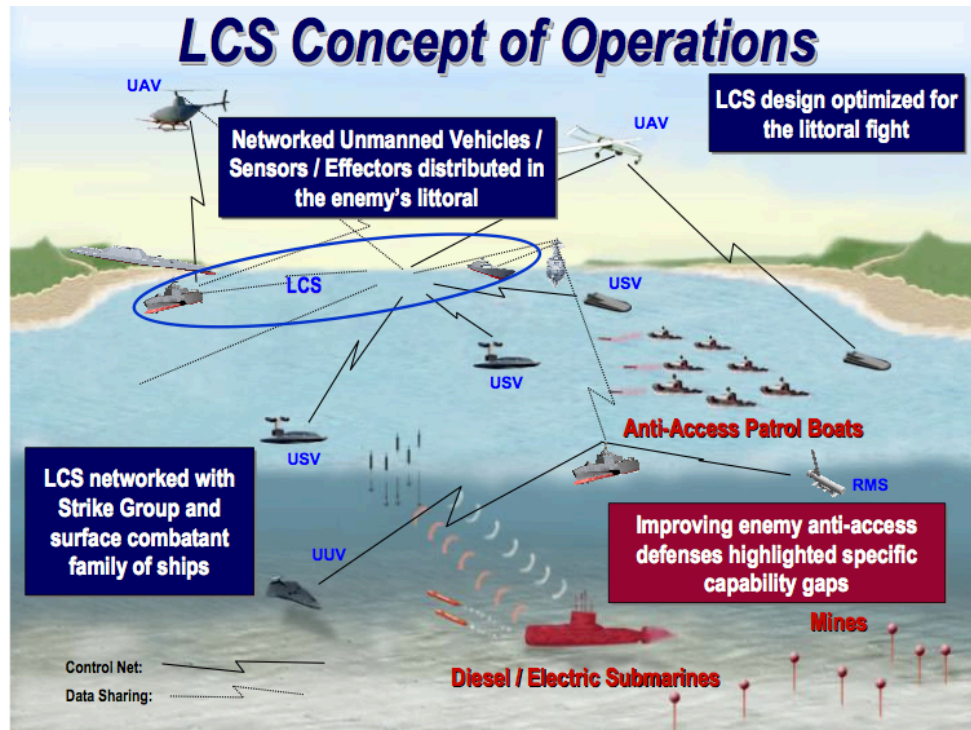 LCS Concept of Operations
UAV
LCS design optimized for
the littoral fight
Networked Unmanned Vehicles /
Sensors / Effectors distributed in
the enemy's littoral
UAV
LCS
USV
USV
USV
Anti-Access Patrol Boats
LCS networked with
Strike Group and
surface combatant
family of ships
RMS
UUV
Improving enemy anti-access
defenses highlighted specific
capability gaps
Mines
Diesel / Electric Submarines
Control Net:
Data Sharing: